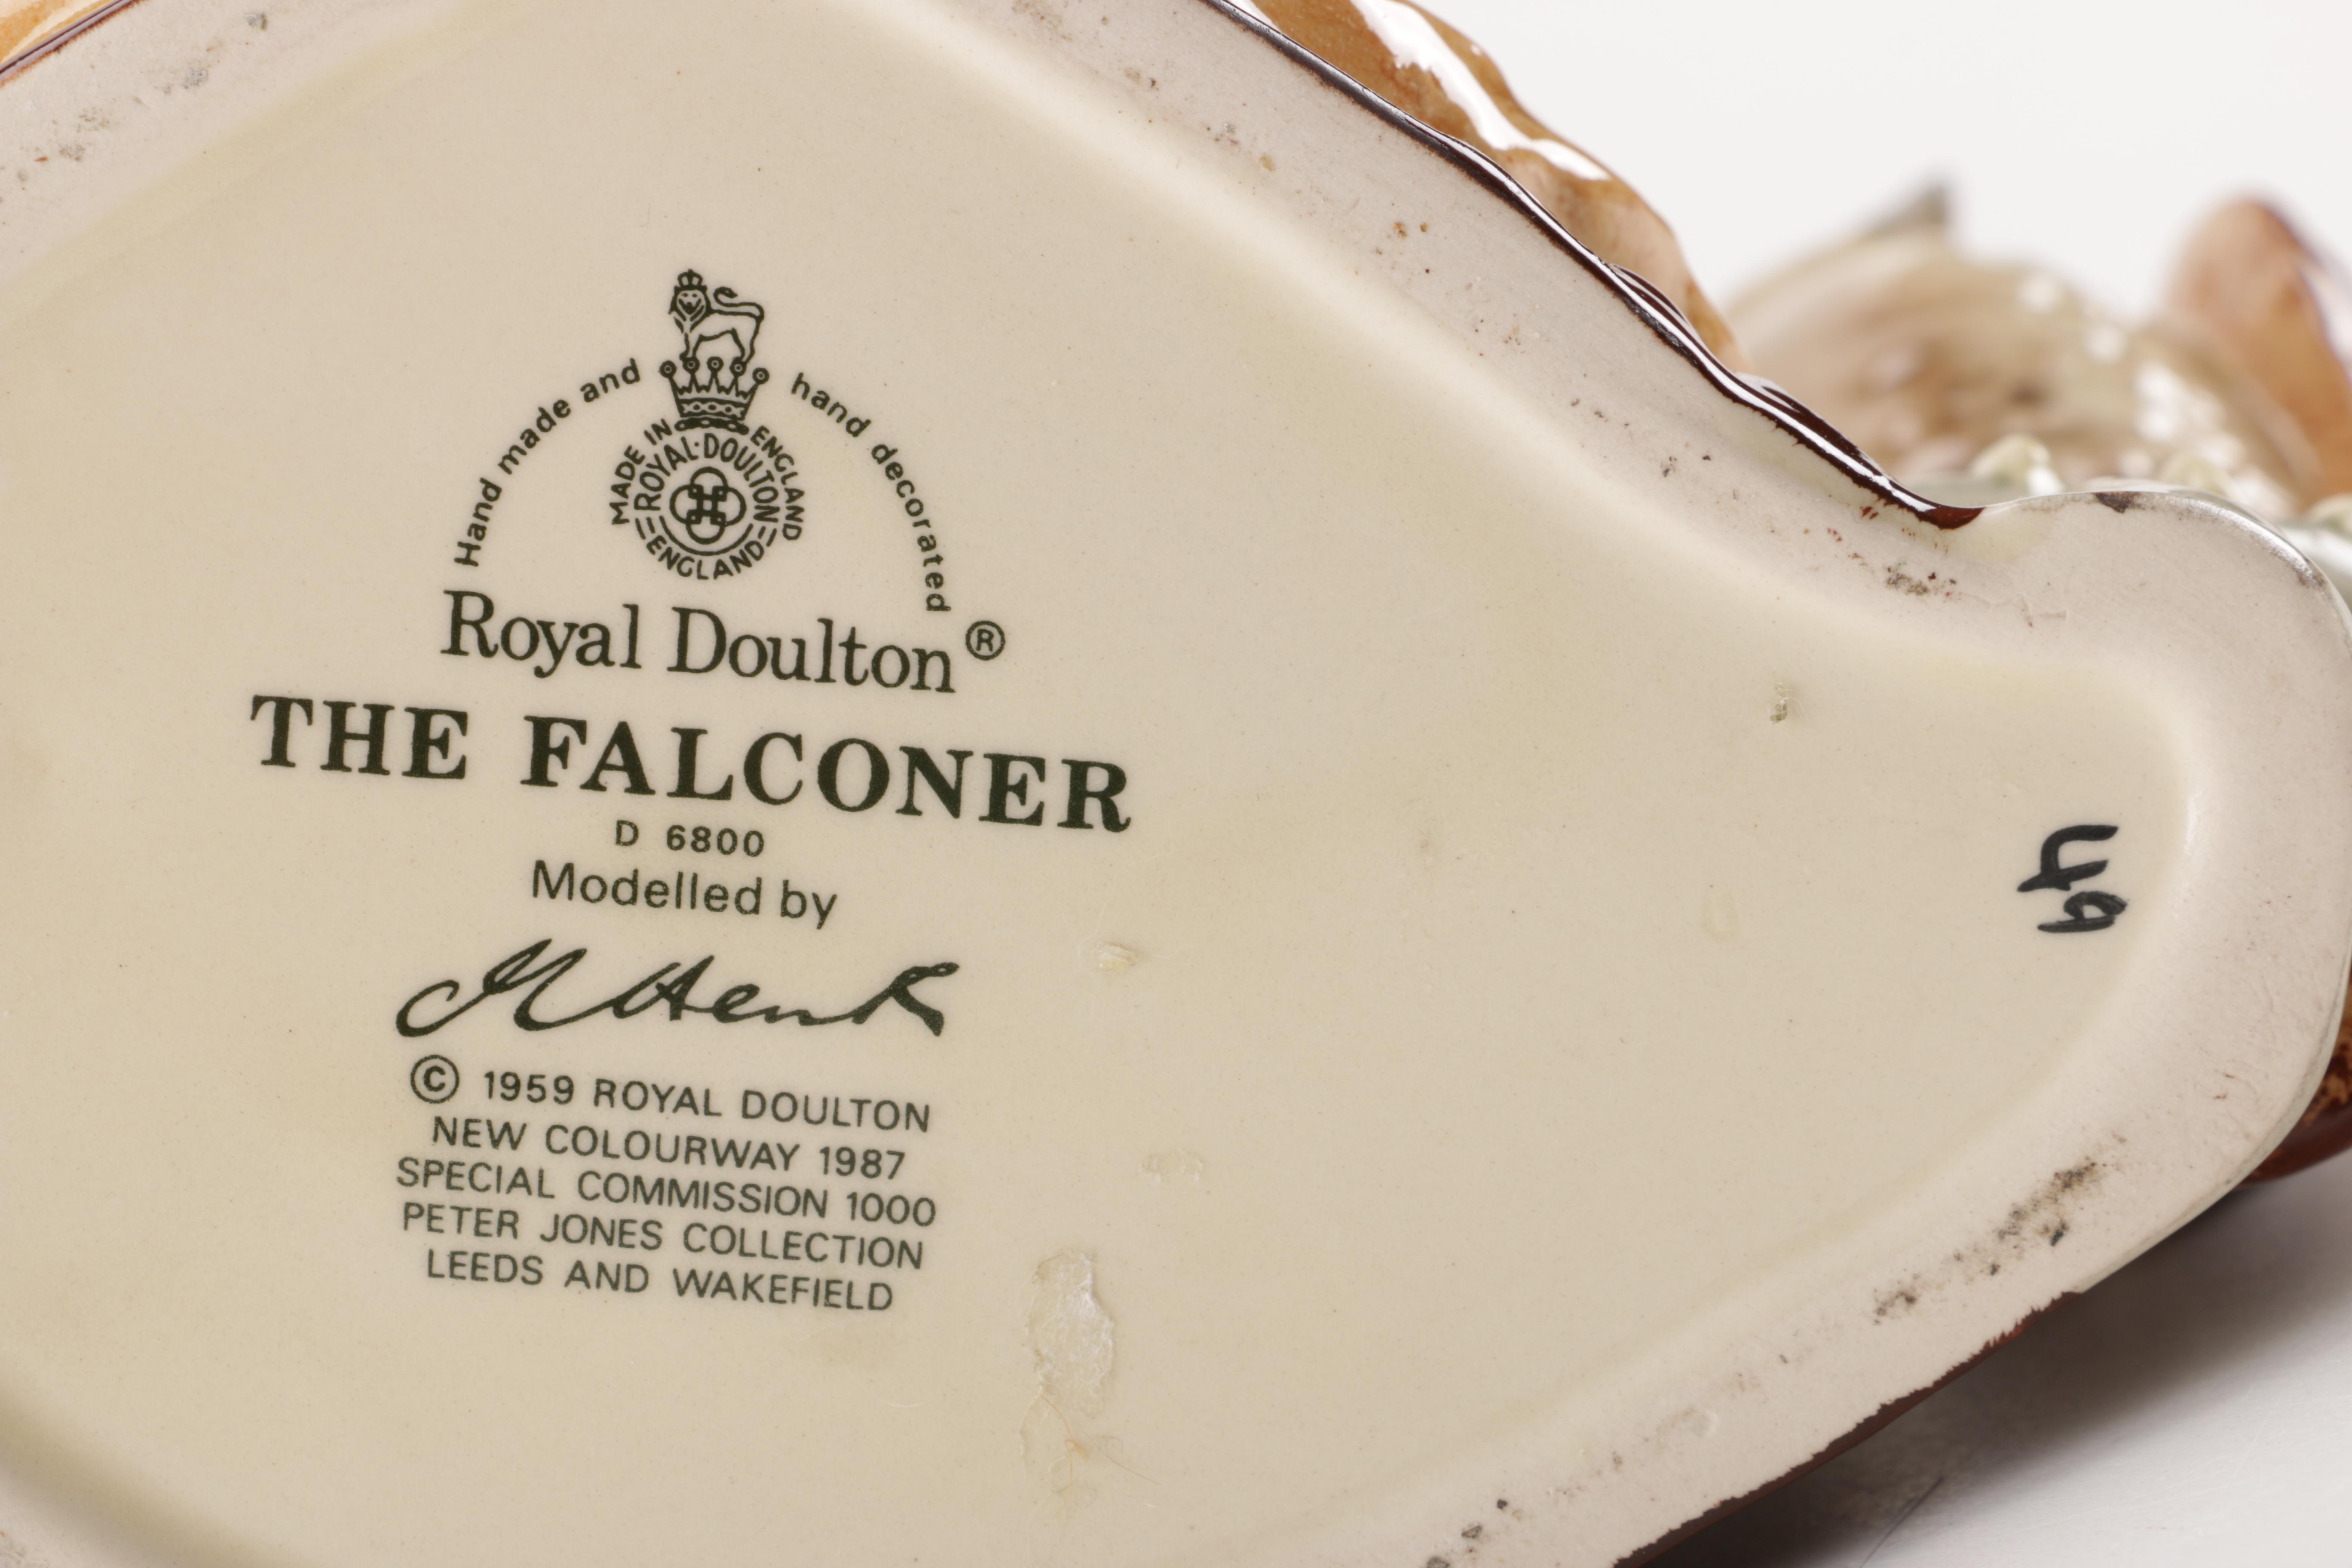 Hand made and hand decorated
MADE IN ENGLAND
ROYAL·DOULTON
ENGLAND
Royal Doulton®
THE FALCONER
D 6800
Modelled by
M Henk
© 1959 ROYAL DOULTON
NEW COLOURWAY 1987
SPECIAL COMMISSION 1000
PETER JONES COLLECTION
LEEDS AND WAKEFIELD
49